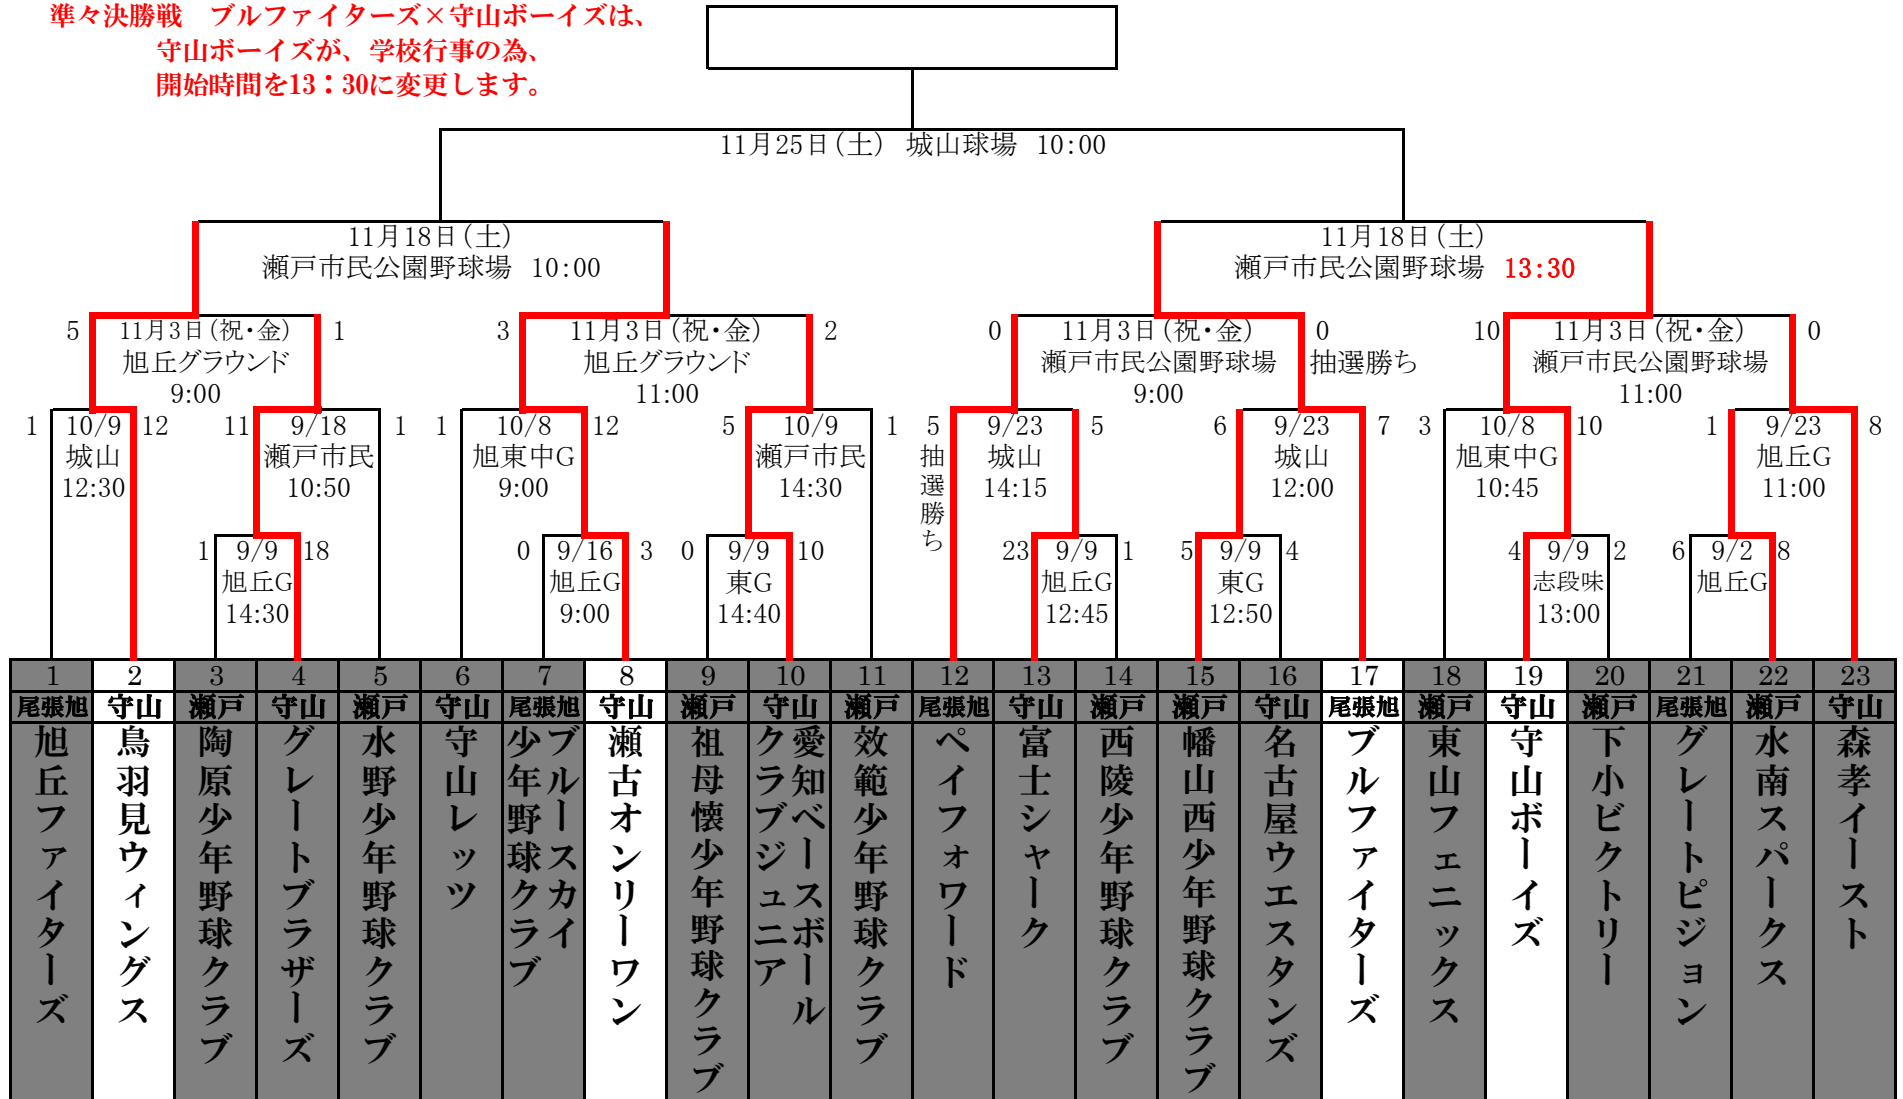 準々決勝戦　ブルファイターズ×守山ボーイズは、
守山ボーイズが、学校行事の為、
開始時間を13：30に変更します。
11月25日(土)　城山球場　10:00
11月18日(土)
瀬戸市民公園野球場　10:00
11月18日(土)
瀬戸市民公園野球場　13:30
5　11月3日(祝・金)　1
旭丘グラウンド
9:00
3　11月3日(祝・金)　2
旭丘グラウンド
11:00
0　11月3日(祝・金)　0
瀬戸市民公園野球場　抽選勝ち
9:00
10　11月3日(祝・金)　0
瀬戸市民公園野球場
11:00
1　10/9　12
城山
12:30
11　9/18　1
瀬戸市民
10:50
1　10/8　12
旭東中G
9:00
5　10/9　1
瀬戸市民
14:30
5　9/23　5
抽選勝ち
城山
14:15
6　9/23　7
城山
12:00
3　10/8　10
旭東中G
10:45
1　9/23　8
旭丘G
11:00
1　9/9　18
旭丘G
14:30
0　9/16　3
旭丘G
9:00
0　9/9　10
東G
14:40
23　9/9　1
旭丘G
12:45
5　9/9　4
東G
12:50
4　9/9　2
志段味
13:00
6　9/2　8
旭丘G
1
尾張旭
旭丘ファイターズ
2
守山
鳥羽見ウィングス
3
瀬戸
陶原少年野球クラブ
4
守山
グレートブラザーズ
5
瀬戸
水野少年野球クラブ
6
守山
守山レッツ
7
尾張旭
ブルースカイ
少年野球クラブ
8
守山
瀬古オンリーワン
9
瀬戸
祖母懐少年野球クラブ
10
守山
愛知ベースボール
クラブジュニア
11
瀬戸
效範少年野球クラブ
12
尾張旭
ペイフォワード
13
守山
富士シャーク
14
瀬戸
西陵少年野球クラブ
15
瀬戸
幡山西少年野球クラブ
16
守山
名古屋ウエスタンズ
17
尾張旭
ブルファイターズ
18
瀬戸
東山フェニックス
19
守山
守山ボーイズ
20
瀬戸
下小ビクトリー
21
尾張旭
グレートピジョン
22
瀬戸
水南スパークス
23
守山
森孝イースト